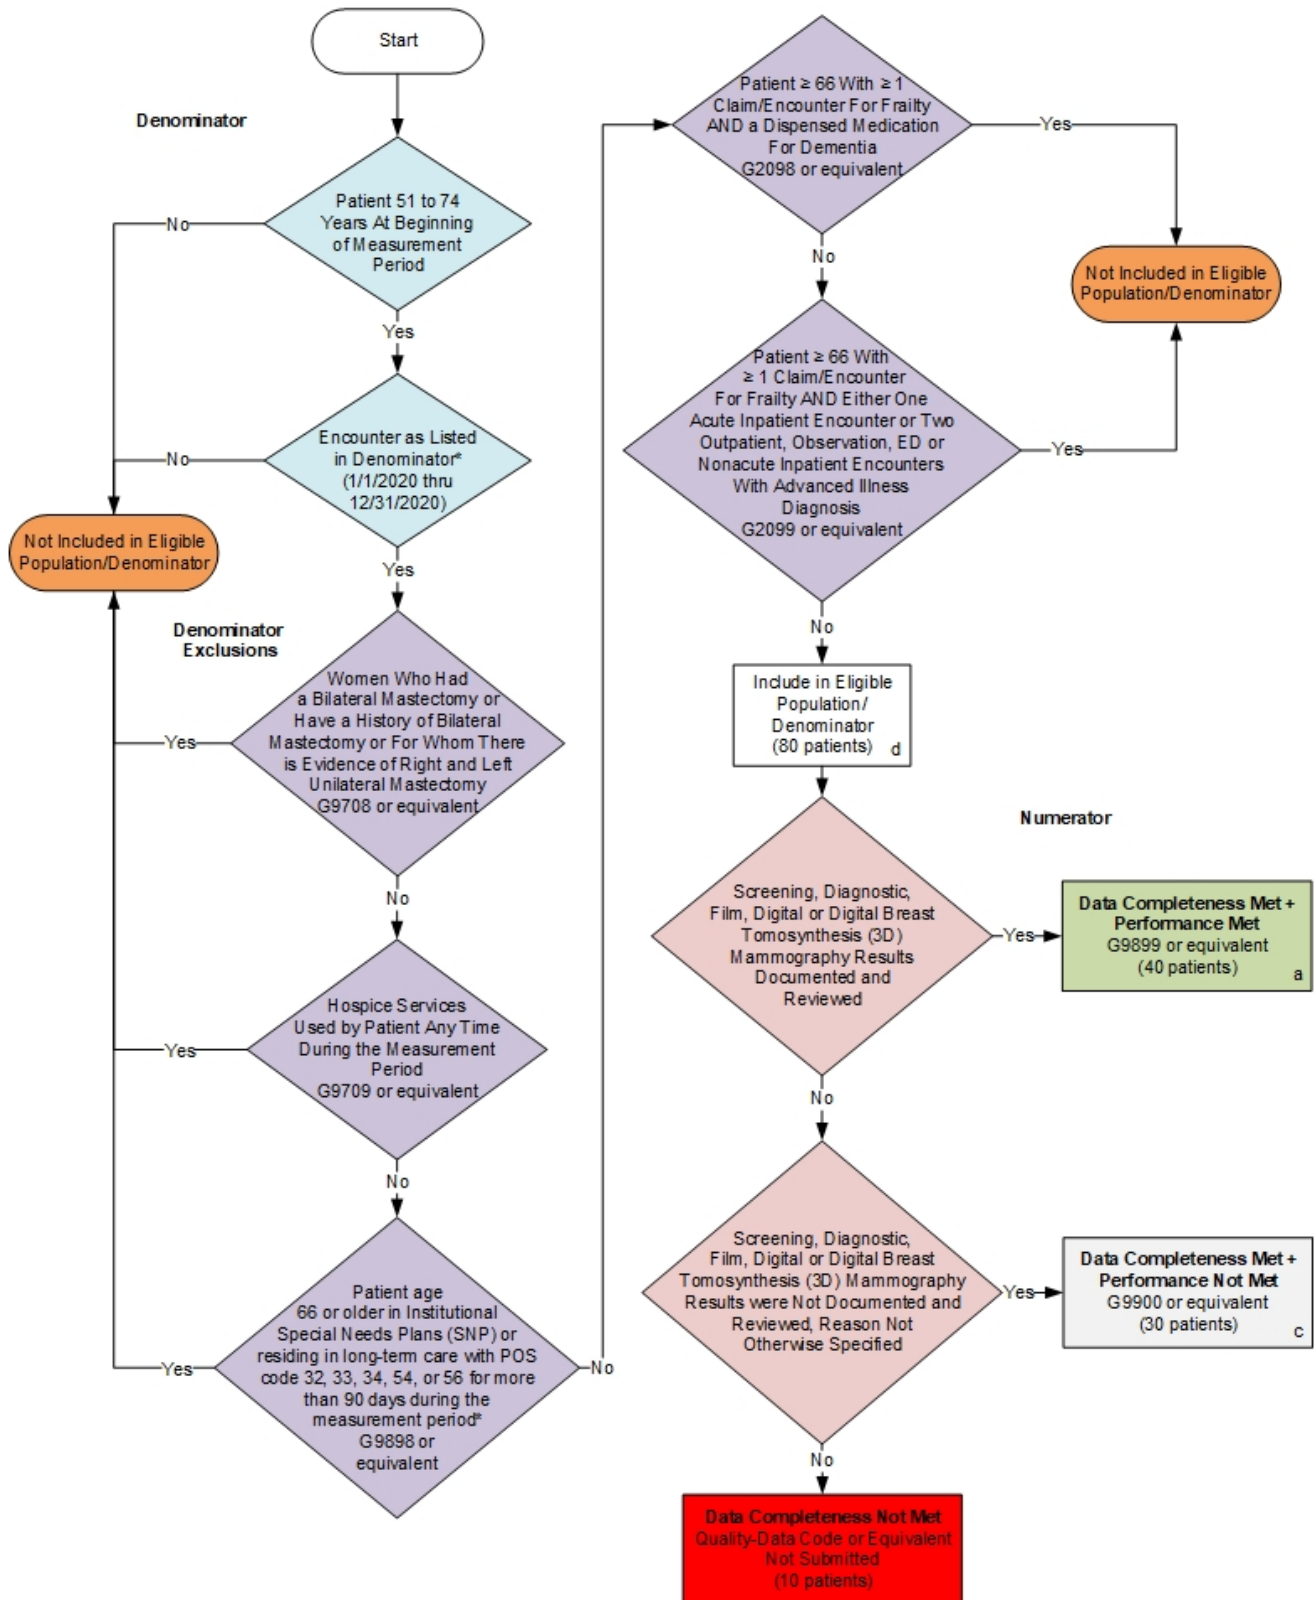 Start
Denominator
Patient 51 to 74
Years At Beginning
of Measurement
Period
No
Yes
Encounter as Listed
in Denominator*
(1/1/2020 thru
12/31/2020)
No
Not Included in Eligible
Population/Denominator
Yes
Denominator
Exclusions
Women Who Had
a Bilateral Mastectomy or
Have a History of Bilateral
Mastectomy or For Whom There
is Evidence of Right and Left
Unilateral Mastectomy
G9708 or equivalent
Yes
No
Hospice Services
Used by Patient Any Time
During the Measurement
Period
G9709 or equivalent
Yes
No
Patient age
66 or older in Institutional
Special Needs Plans (SNP) or
residing in long-term care with POS
code 32, 33, 34, 54, or 56 for more
than 90 days during the
measurement period*
G9898 or
equivalent
Yes
No
Patient ≥ 66 With ≥ 1
Claim/Encounter For Frailty
AND a Dispensed Medication
For Dementia
G2098 or equivalent
Yes
No
Not Included in Eligible
Population/Denominator
Patient ≥ 66 With
≥ 1 Claim/Encounter
For Frailty AND Either One
Acute Inpatient Encounter or Two
Outpatient, Observation, ED or
Nonacute Inpatient Encounters
With Advanced Illness
Diagnosis
G2099 or equivalent
Yes
No
Include in Eligible
Population/
Denominator
(80 patients) d
Numerator
Screening, Diagnostic,
Film, Digital or Digital Breast
Tomosynthesis (3D)
Mammography Results
Documented and
Reviewed
Yes
Data Completeness Met +
Performance Met
G9899 or equivalent
(40 patients) a
No
Screening, Diagnostic,
Film, Digital or Digital Breast
Tomosynthesis (3D) Mammography
Results were Not Documented and
Reviewed, Reason Not
Otherwise Specified
Yes
Data Completeness Met +
Performance Not Met
G9900 or equivalent
(30 patients) c
No
Data Completeness Not Met
Quality-Data Code or Equivalent
Not Submitted
(10 patients)